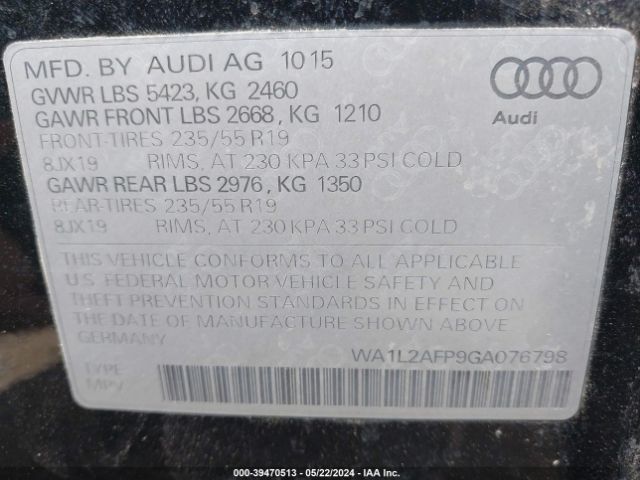 MFD. BY AUDI AG 1015
GVWR LBS 5423, KG 2460
GAWR FRONT LBS 2668, KG 1210
FRONT-TIRES 235/55 R19
8JX19 RIMS, AT 230 KPA 33 PSI COLD
GAWR REAR LBS 2976, KG 1350
REAR-TIRES 235/55 R19
8JX19 RIMS, AT 230 KPA 33 PSI COLD
Audi
THIS VEHICLE CONFORMS TO ALL APPLICABLE
U.S. FEDERAL MOTOR VEHICLE SAFETY AND
THEFT PREVENTION STANDARDS IN EFFECT ON
THE DATE OF MANUFACTURE SHOWN ABOVE
GERMANY
WA1L2AFP9GA076798
TYPE
MPV
000-39470513 - 05/22/2024 - IAA Inc.